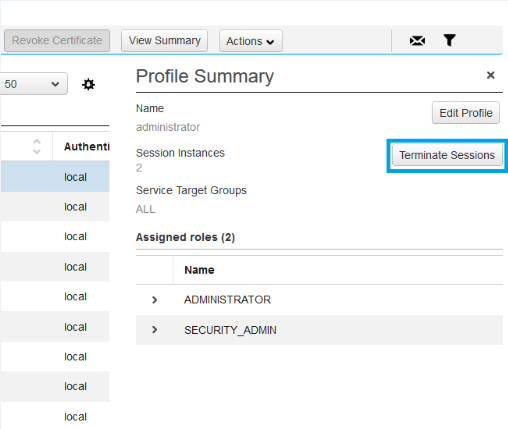 Revoke Certificate
View Summary
Actions
50
Authenti
local
local
local
local
local
local
local
local
local
Profile Summary
Name
administrator
Edit Profile
Session Instances
2
Terminate Sessions
Service Target Groups
ALL
Assigned roles (2)
Name
ADMINISTRATOR
SECURITY_ADMIN